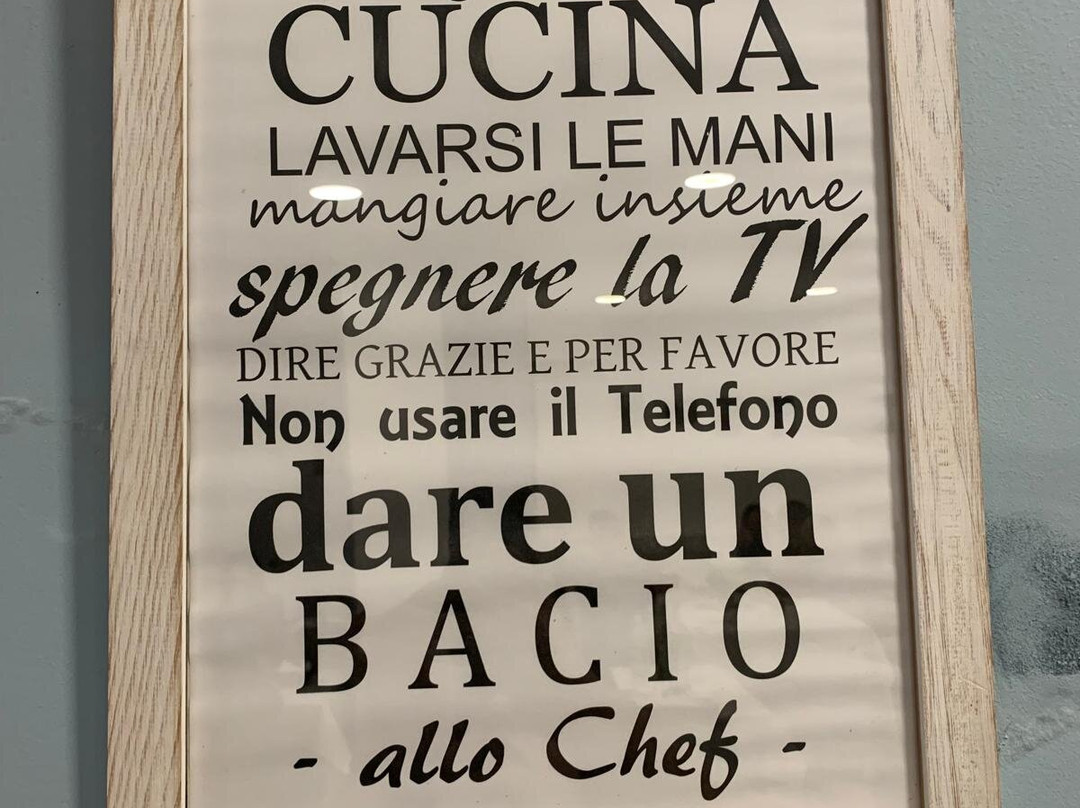 CUCINA
LAVARSI LE MANI
mangiare insieme
spegnere la TV
DIRE GRAZIE E PER FAVORE
Non usare il Telefono
dare un
BACIO
- allo Chef -